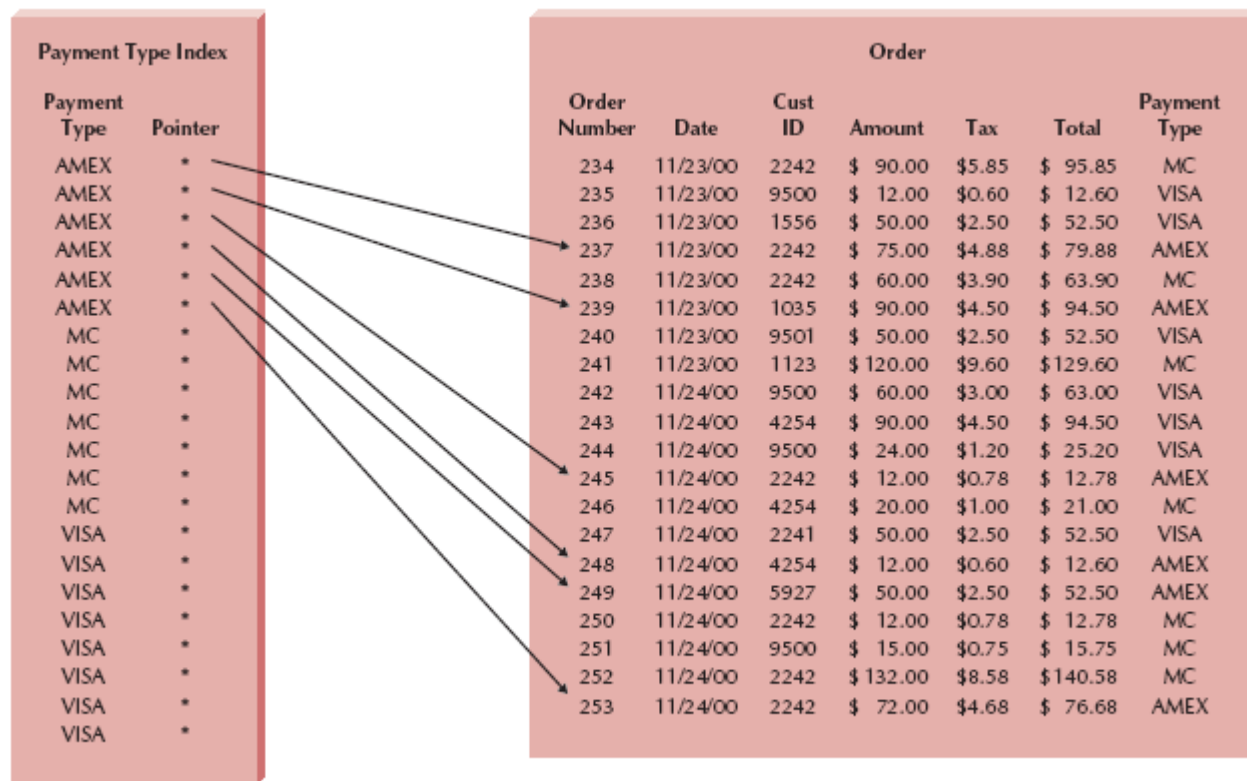 Payment Type Index
Payment Type Pointer
AMEX *
AMEX *
AMEX *
AMEX *
AMEX *
AMEX *
MC *
MC *
MC *
MC *
MC *
MC *
MC *
VISA *
VISA *
VISA *
VISA *
VISA *
VISA *
VISA *
VISA *
Order
Order Number Date Cust ID Amount Tax Total Payment Type
234 11/23/00 2242 $ 90.00 $5.85 $ 95.85 MC
235 11/23/00 9500 $ 12.00 $0.60 $ 12.60 VISA
236 11/23/00 1556 $ 50.00 $2.50 $ 52.50 VISA
237 11/23/00 2242 $ 75.00 $4.88 $ 79.88 AMEX
238 11/23/00 2242 $ 60.00 $3.90 $ 63.90 MC
239 11/23/00 1035 $ 90.00 $4.50 $ 94.50 AMEX
240 11/23/00 9501 $ 50.00 $2.50 $ 52.50 VISA
241 11/23/00 1123 $120.00 $9.60 $129.60 MC
242 11/24/00 9500 $ 60.00 $3.00 $ 63.00 VISA
243 11/24/00 4254 $ 90.00 $4.50 $ 94.50 VISA
244 11/24/00 9500 $ 24.00 $1.20 $ 25.20 VISA
245 11/24/00 2242 $ 12.00 $0.78 $ 12.78 AMEX
246 11/24/00 4254 $ 20.00 $1.00 $ 21.00 MC
247 11/24/00 2241 $ 50.00 $2.50 $ 52.50 VISA
248 11/24/00 4254 $ 12.00 $0.60 $ 12.60 AMEX
249 11/24/00 5927 $ 50.00 $2.50 $ 52.50 AMEX
250 11/24/00 2242 $ 12.00 $0.78 $ 12.78 MC
251 11/24/00 9500 $ 15.00 $0.75 $ 15.75 MC
252 11/24/00 2242 $132.00 $8.58 $140.58 MC
253 11/24/00 2242 $ 72.00 $4.68 $ 76.68 AMEX